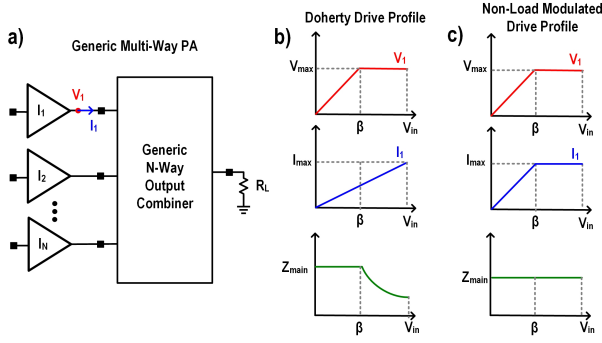 a)
Generic Multi-Way PA
I1
V1
I1
I2
IN
Generic
N-Way
Output
Combiner
RL
b)
Doherty Drive Profile
Vmax
V1
β
Vin
Imax
I1
β
Vin
Zmain
β
Vin
c)
Non-Load Modulated
Drive Profile
Vmax
V1
β
Vin
Imax
I1
β
Vin
Zmain
β
Vin